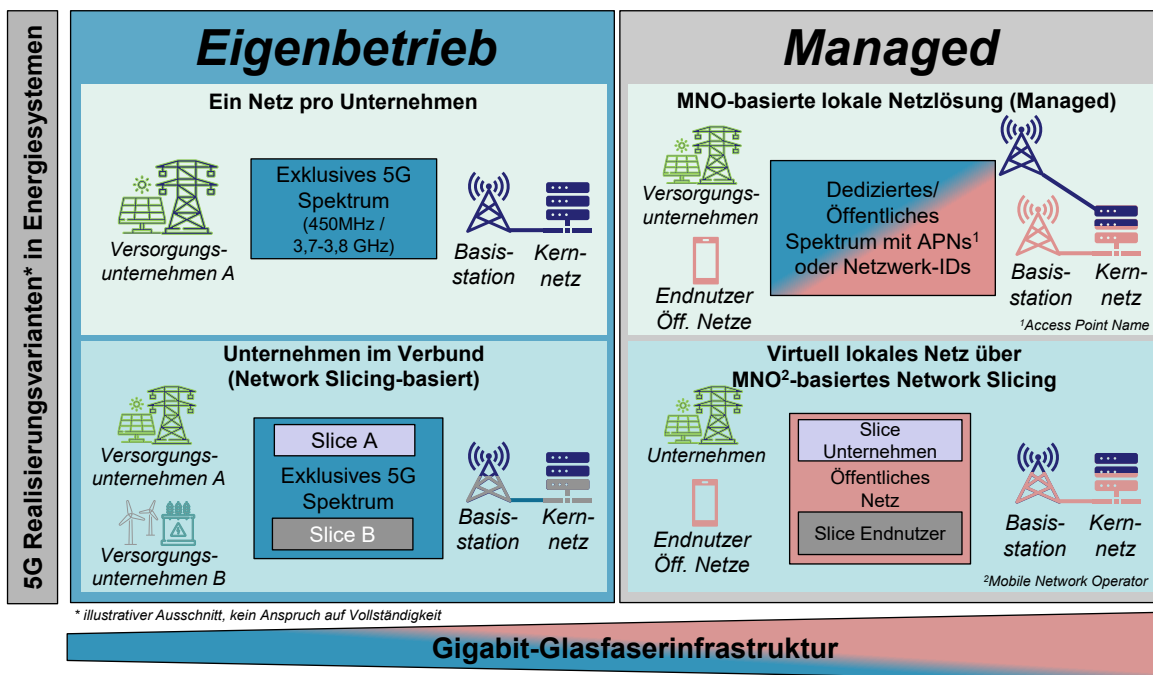 5G Realisierungsvarianten* in Energiesystemen
Eigenbetrieb
Ein Netz pro Unternehmen
Versorgungs-
unternehmen A
Exklusives 5G
Spektrum
(450MHz /
3,7-3,8 GHz)
Basis-
station
Kern-
netz
Unternehmen im Verbund
(Network Slicing-basiert)
Versorgungs-
unternehmen A
Versorgungs-
unternehmen B
Slice A
Exklusives 5G
Spektrum
Slice B
Basis-
station
Kern-
netz
Managed
MNO-basierte lokale Netzlösung (Managed)
Versorgungs-
unternehmen
Endnutzer
Öff. Netze
Dediziertes/
Öffentliches
Spektrum mit APNs¹
oder Netzwerk-IDs
Basis-
station
Kern-
netz
¹Access Point Name
Virtuell lokales Netz über
MNO²-basiertes Network Slicing
Unternehmen
Endnutzer
Öff. Netze
Slice
Unternehmen
Öffentliches
Netz
Slice Endnutzer
Basis-
station
Kern-
netz
²Mobile Network Operator
* illustrativer Ausschnitt, kein Anspruch auf Vollständigkeit
Gigabit-Glasfaserinfrastruktur